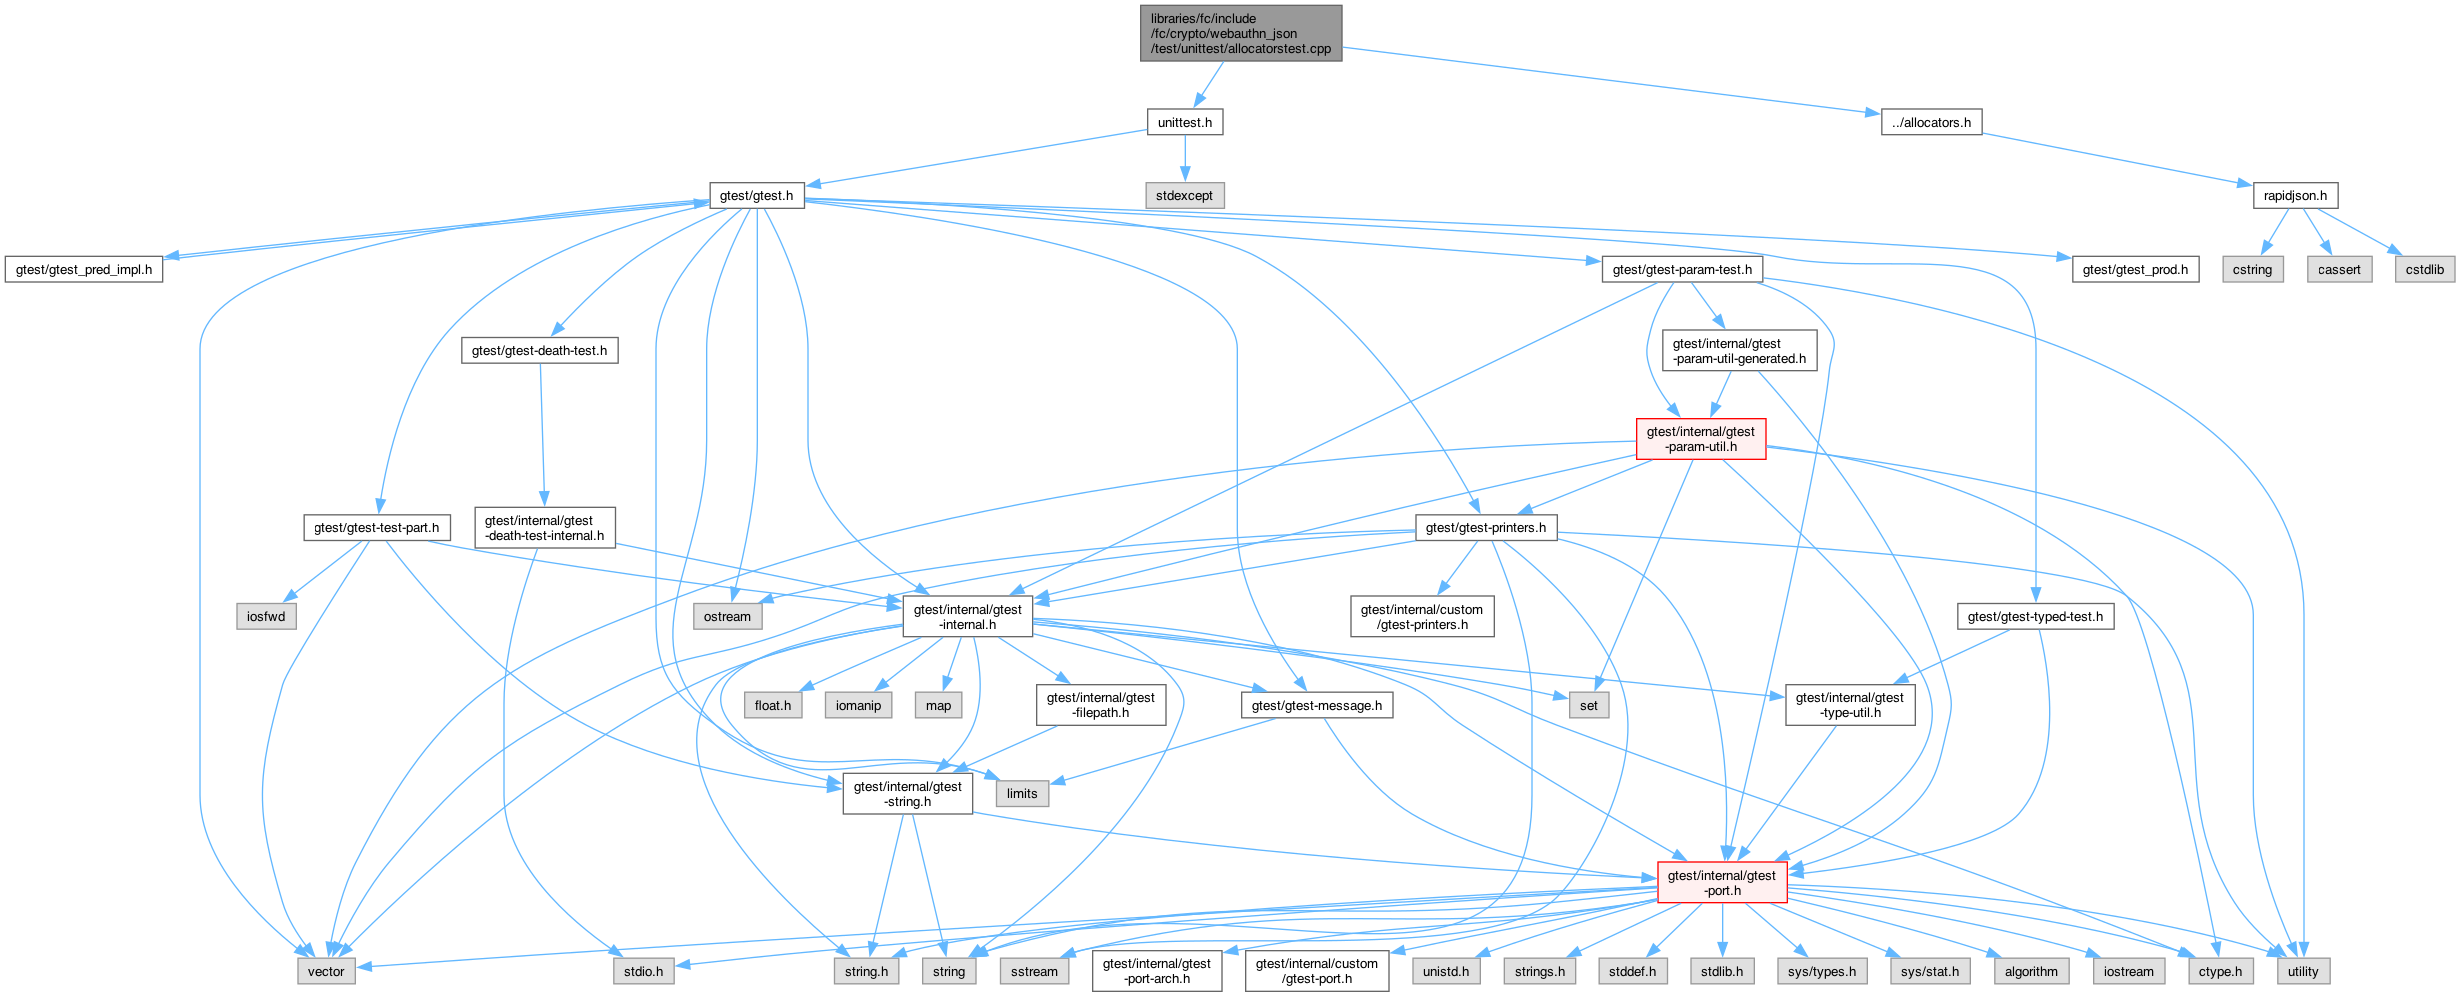 libraries/fc/include
/fc/crypto/webauthn_json
/test/unittest/allocatorstest.cpp
unittest.h
../allocators.h
gtest/gtest.h
stdexcept
rapidjson.h
gtest/gtest_pred_impl.h
gtest/gtest-param-test.h
gtest/gtest_prod.h
cstring
cassert
cstdlib
gtest/gtest-death-test.h
gtest/internal/gtest
-param-util-generated.h
gtest/internal/gtest
-param-util.h
gtest/gtest-test-part.h
gtest/internal/gtest
-death-test-internal.h
gtest/gtest-printers.h
iosfwd
ostream
gtest/internal/gtest
-internal.h
gtest/internal/custom
/gtest-printers.h
gtest/gtest-typed-test.h
float.h
iomanip
map
gtest/internal/gtest
-filepath.h
gtest/gtest-message.h
set
gtest/internal/gtest
-type-util.h
gtest/internal/gtest
-string.h
limits
gtest/internal/gtest
-port.h
vector
stdio.h
string.h
string
sstream
gtest/internal/gtest
-port-arch.h
gtest/internal/custom
/gtest-port.h
unistd.h
strings.h
stddef.h
stdlib.h
sys/types.h
sys/stat.h
algorithm
iostream
ctype.h
utility